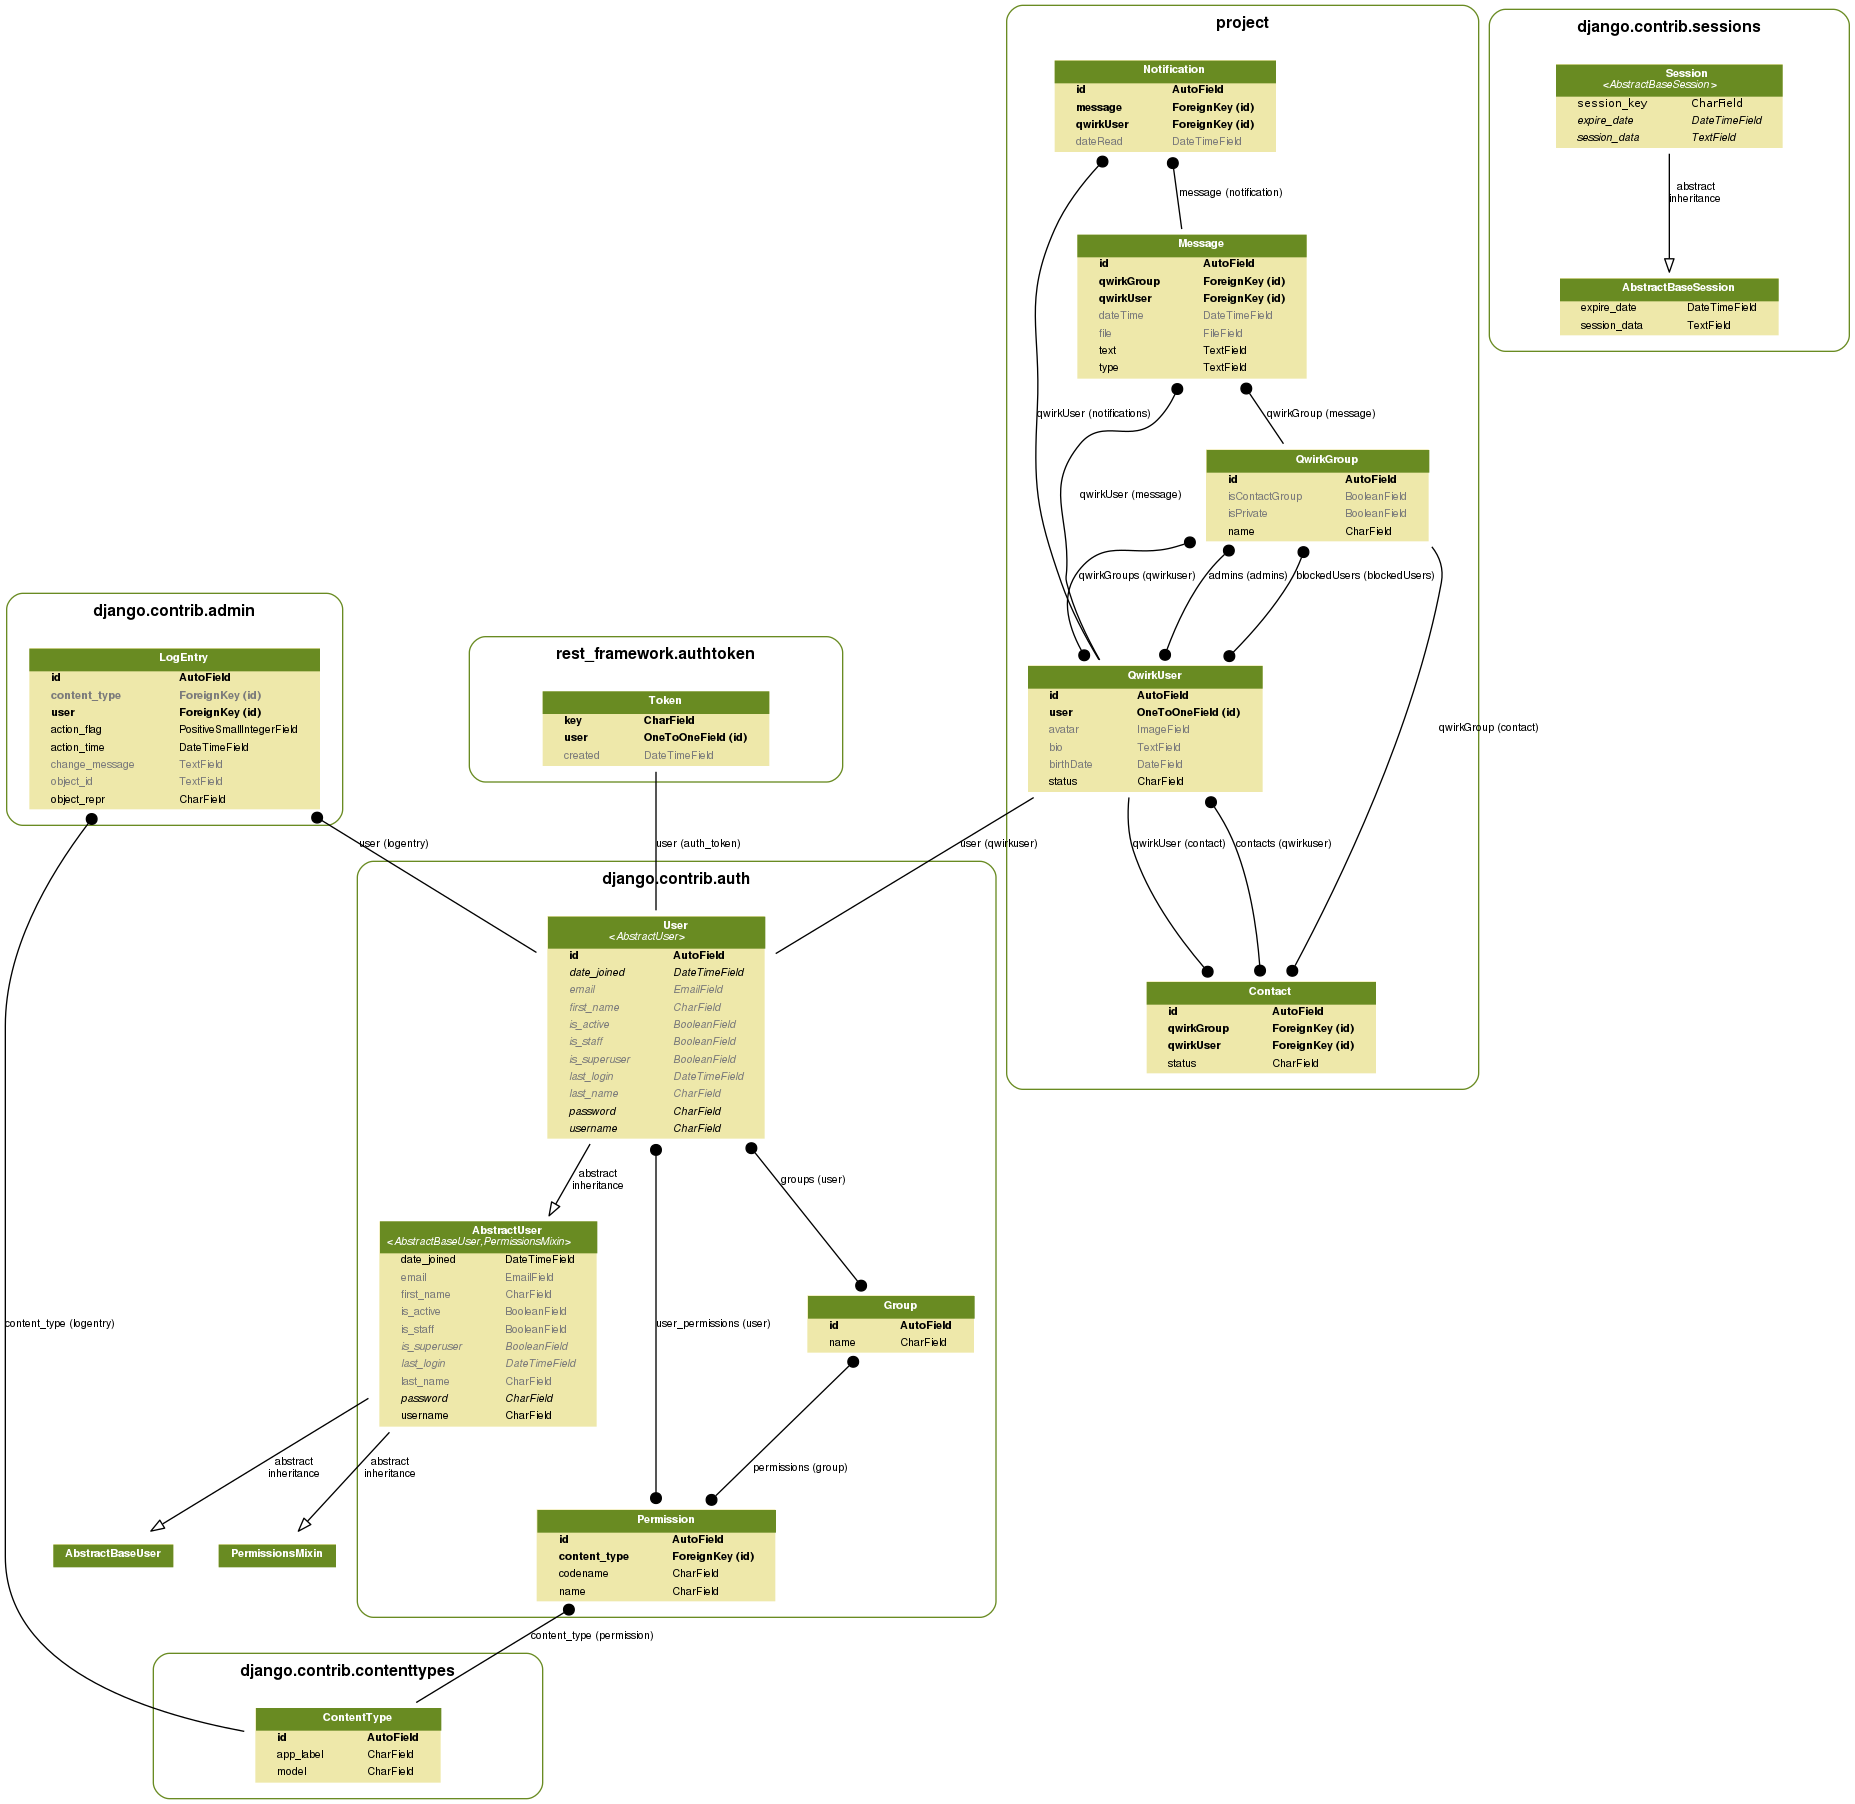 project
Notification
id AutoField
message ForeignKey (id)
qwirkUser ForeignKey (id)
dateRead DateTimeField
message (notification)
Message
id AutoField
qwirkGroup ForeignKey (id)
qwirkUser ForeignKey (id)
dateTime DateTimeField
file FileField
text TextField
type TextField
qwirkUser (notifications)
qwirkGroup (message)
qwirkUser (message)
QwirkGroup
id AutoField
isContactGroup BooleanField
isPrivate BooleanField
name CharField
qwirkGroups (qwirkuser)
admins (admins)
blockedUsers (blockedUsers)
QwirkUser
id AutoField
user OneToOneField (id)
avatar ImageField
bio TextField
birthDate DateField
status CharField
qwirkGroup (contact)
user (qwirkuser)
qwirkUser (contact)
contacts (qwirkuser)
Contact
id AutoField
qwirkGroup ForeignKey (id)
qwirkUser ForeignKey (id)
status CharField
django.contrib.sessions
Session
<AbstractBaseSession>
session_key CharField
expire_date DateTimeField
session_data TextField
abstract
inheritance
AbstractBaseSession
expire_date DateTimeField
session_data TextField
django.contrib.admin
LogEntry
id AutoField
content_type ForeignKey (id)
user ForeignKey (id)
action_flag PositiveSmallIntegerField
action_time DateTimeField
change_message TextField
object_id TextField
object_repr CharField
user (logentry)
rest_framework.authtoken
Token
key CharField
user OneToOneField (id)
created DateTimeField
user (auth_token)
django.contrib.auth
User
<AbstractUser>
id AutoField
date_joined DateTimeField
email EmailField
first_name CharField
is_active BooleanField
is_staff BooleanField
is_superuser BooleanField
last_login DateTimeField
last_name CharField
password CharField
username CharField
abstract
inheritance
groups (user)
AbstractUser
<AbstractBaseUser,PermissionsMixin>
date_joined DateTimeField
email EmailField
first_name CharField
is_active BooleanField
is_staff BooleanField
is_superuser BooleanField
last_login DateTimeField
last_name CharField
password CharField
username CharField
user_permissions (user)
Group
id AutoField
name CharField
content_type (logentry)
abstract
inheritance
abstract
inheritance
permissions (group)
AbstractBaseUser
PermissionsMixin
Permission
id AutoField
content_type ForeignKey (id)
codename CharField
name CharField
content_type (permission)
django.contrib.contenttypes
ContentType
id AutoField
app_label CharField
model CharField